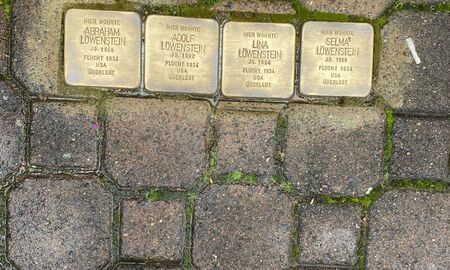 HIER WOHNTE
ABRAHAM
LÖWENSTEIN
JG.
FLUCHT 1934
USA
ÜBERLEBT
HIER WOHNTE
ADOLF
LÖWENSTEIN
JG. 1892
FLUCHT 1934
USA
ÜBERLEBT
HIER WOHNTE
LINA
LÖWENSTEIN
JG.
FLUCHT 1934
USA
ÜBERLEBT
HIER WOHNTE
SELMA
LÖWENSTEIN
JG.
FLUCHT 1934
USA
ÜBERLEBT